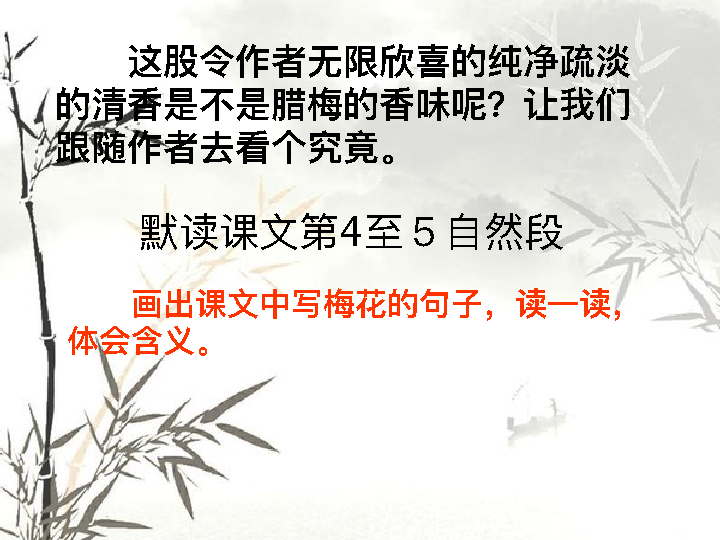 这股令作者无限欣喜的纯净疏淡
的清香是不是腊梅的香味呢？让我们
跟随作者去看个究竟。
默读课文第4至５自然段
画出课文中写梅花的句子，读一读，
体会含义。